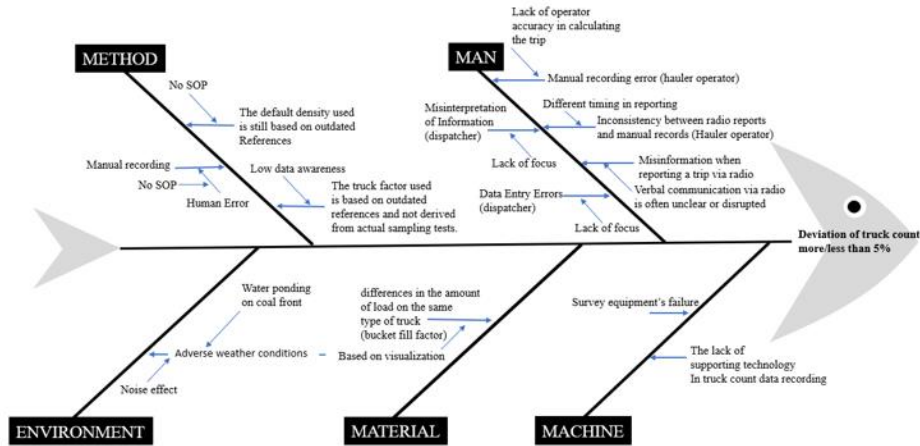 Lack of operator
accuracy in calculating
the trip
METHOD
MAN
No SOP
Manual recording error (hauler operator)
The default density used
is still based on outdated
References
Misinterpretation
of Information
(dispatcher)
Different timing in reporting
Inconsistency between radio reports
and manual records (Hauler operator)
Manual recording
Low data awareness
Lack of focus
Misinformation when
reporting a trip via radio
No SOP
Human Error
The truck factor used
is based on outdated
references and not derived
from actual sampling tests.
Data Entry Errors
(dispatcher)
Verbal communication via radio
is often unclear or disrupted
Lack of focus
Deviation of truck count
more/less than 5%
Water ponding
on coal front
differences in the amount
of load on the same
type of truck
(bucket fill factor)
Survey equipment's failure
Adverse weather conditions
Based on visualization
The lack of
supporting technology
In truck count data recording
Noise effect
ENVIRONMENT
MATERIAL
MACHINE